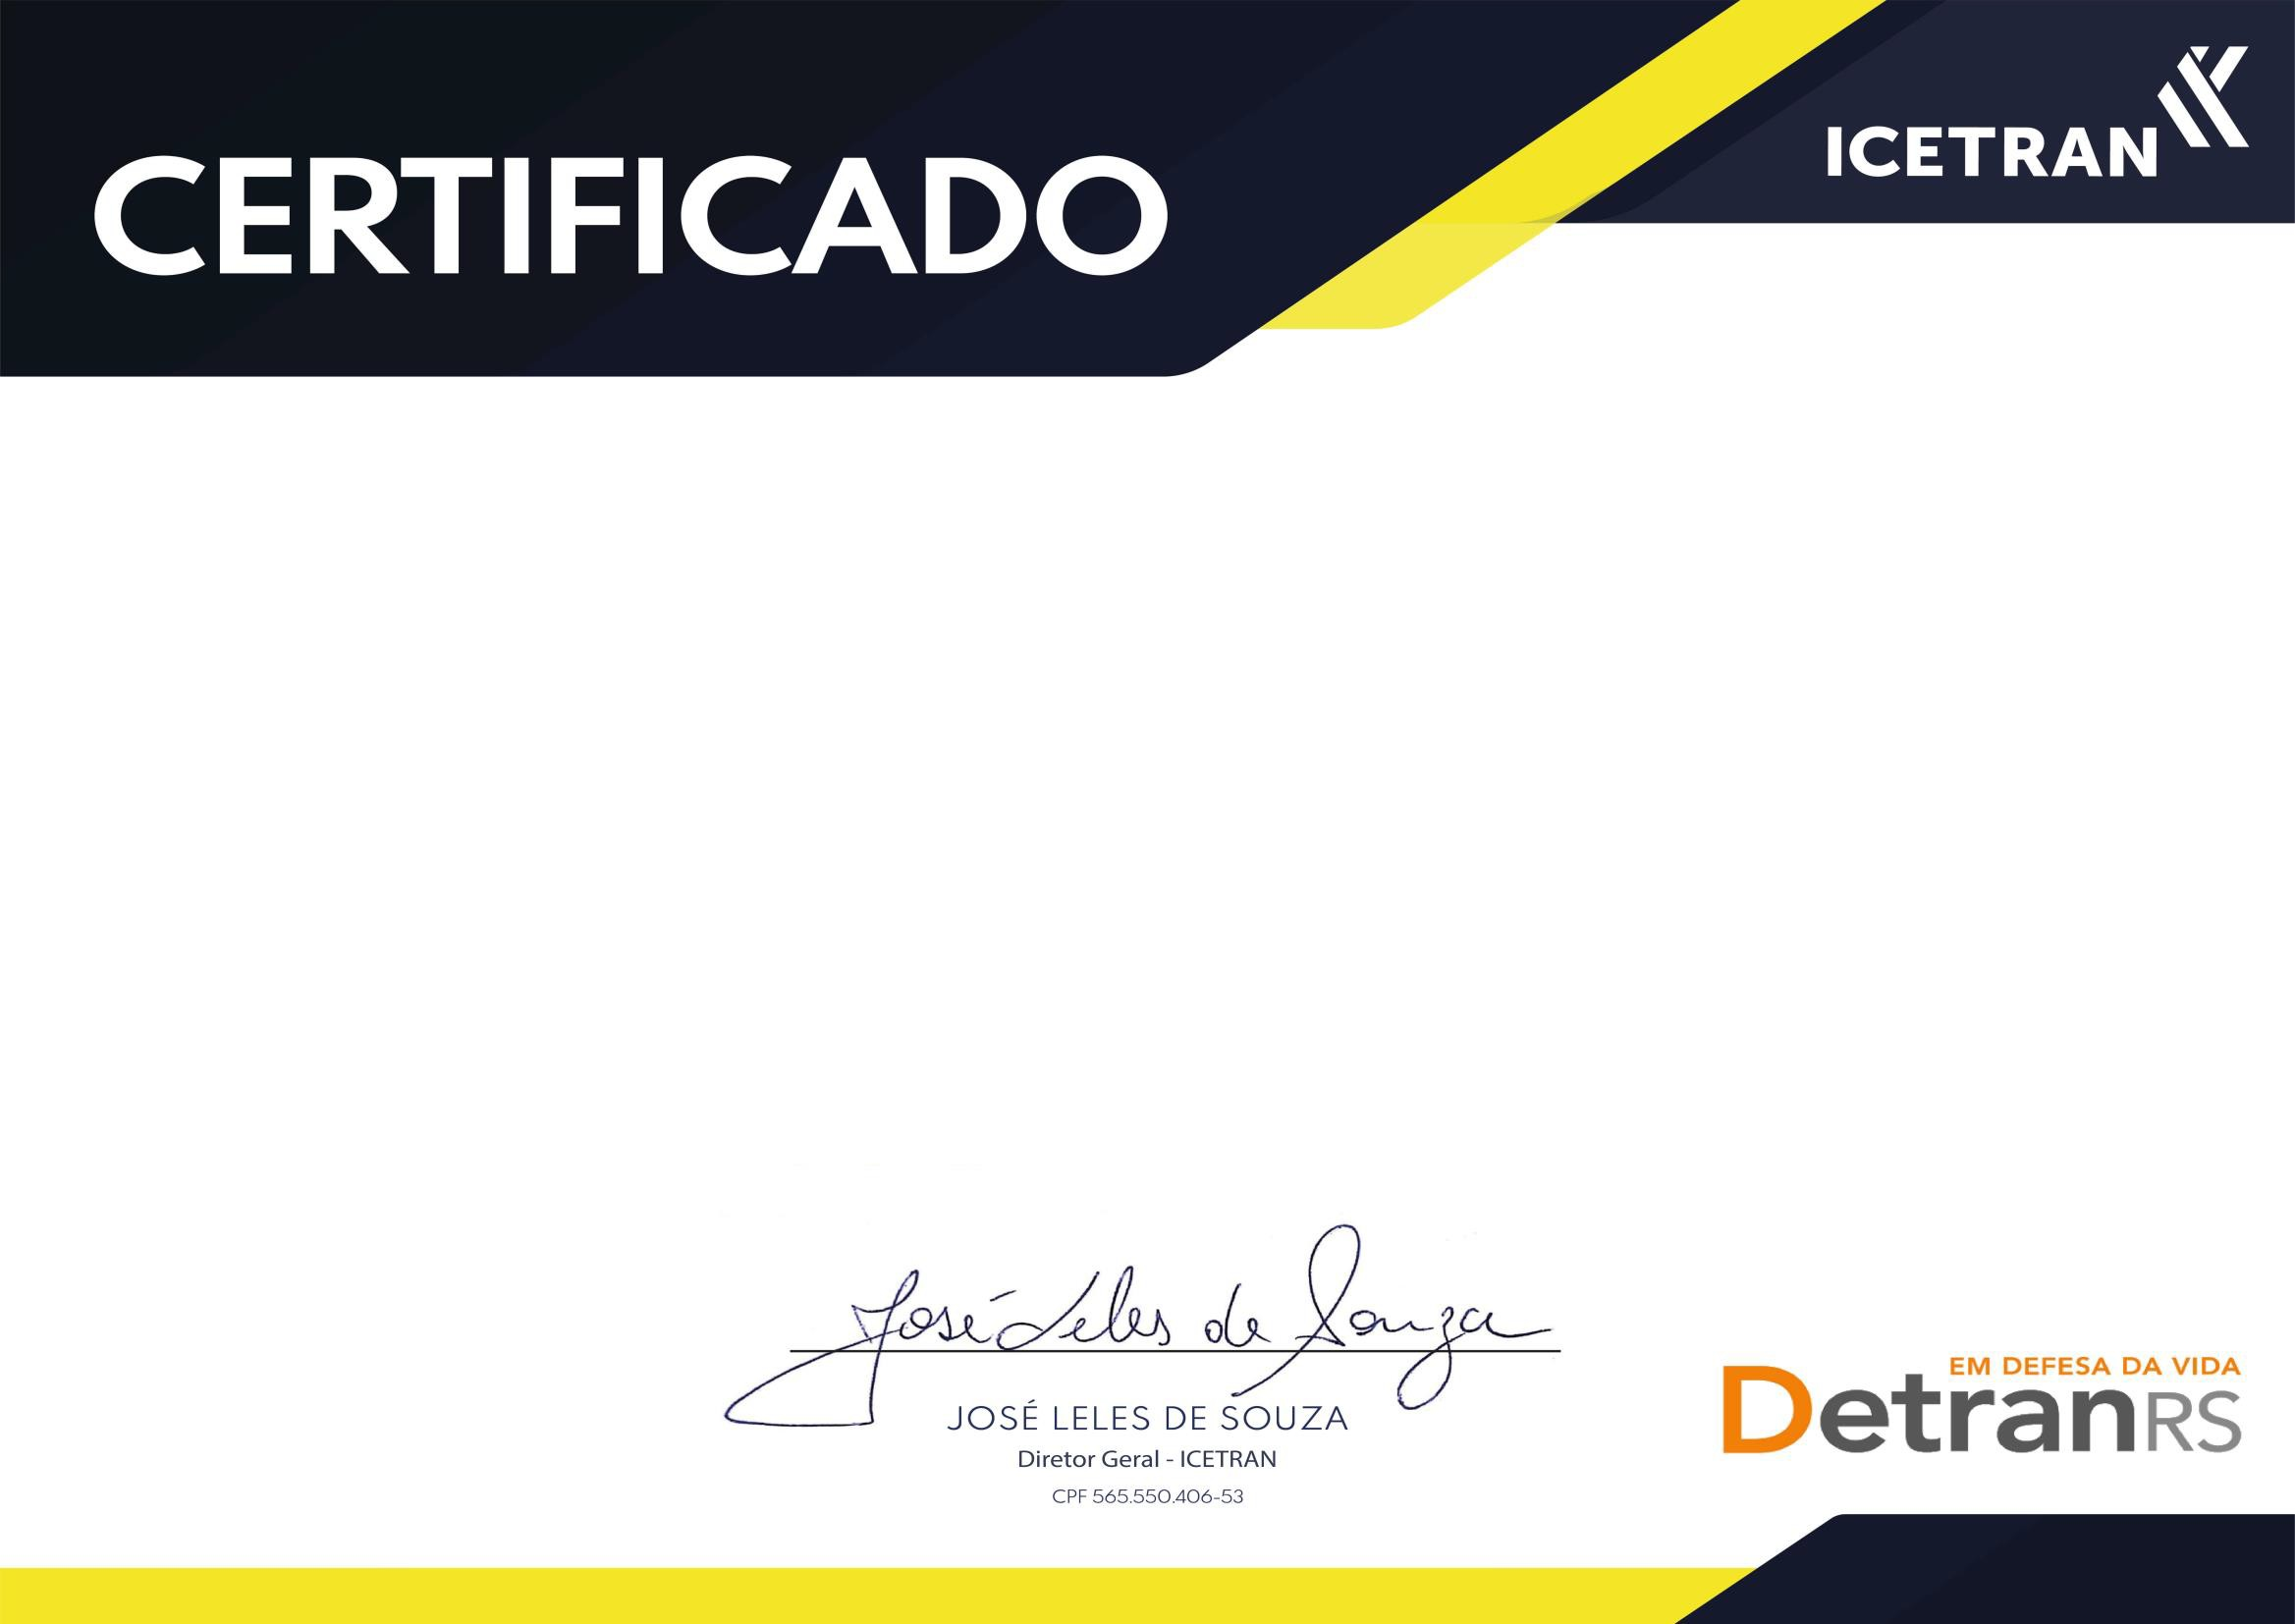 ICETRAN
CERTIFICADO
José Leles de Souza
JOSÉ LELES DE SOUZA
Diretor Geral - ICETRAN
CPF 565.550.406-53
EM DEFESA DA VIDA
DetranRS